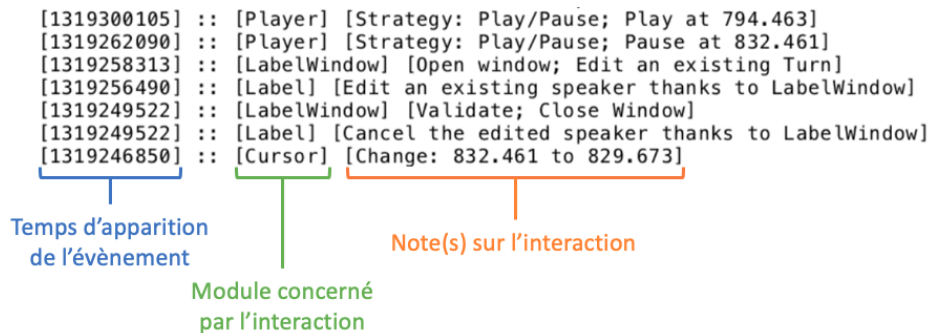 [1319300105] :: [Player] [Strategy: Play/Pause; Play at 794.463]
[1319262090] :: [Player] [Strategy: Play/Pause; Pause at 832.461]
[1319258313] :: [LabelWindow] [Open window; Edit an existing Turn]
[1319256490] :: [Label] [Edit an existing speaker thanks to LabelWindow]
[1319249522] :: [LabelWindow] [Validate; Close Window]
[1319249522] :: [Label] [Cancel the edited speaker thanks to LabelWindow]
[1319246850] :: [Cursor] [Change: 832.461 to 829.673]
Temps d’apparition
de l’évènement
Note(s) sur l’interaction
Module concerné
par l’interaction